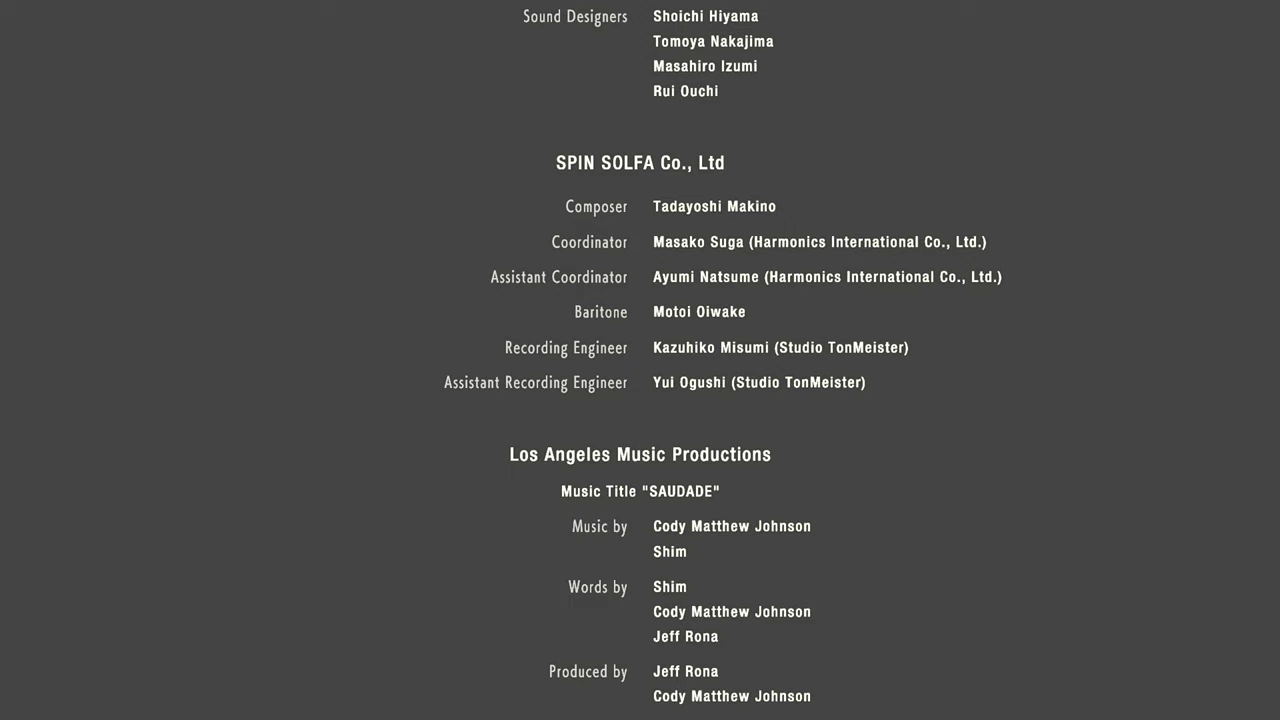 Sound Designers Shoichi Hiyama
Tomoya Nakajima
Masahiro Izumi
Rui Ouchi
SPIN SOLFA Co., Ltd
Composer Tadayoshi Makino
Coordinator Masako Suga (Harmonics International Co., Ltd.)
Assistant Coordinator Ayumi Natsume (Harmonics International Co., Ltd.)
Baritone Motoi Oiwake
Recording Engineer Kazuhiko Misumi (Studio TonMeister)
Assistant Recording Engineer Yui Ogushi (Studio TonMeister)
Los Angeles Music Productions
Music Title "SAUDADE"
Music by Cody Matthew Johnson
Shim
Words by Shim
Cody Matthew Johnson
Jeff Rona
Produced by Jeff Rona
Cody Matthew Johnson